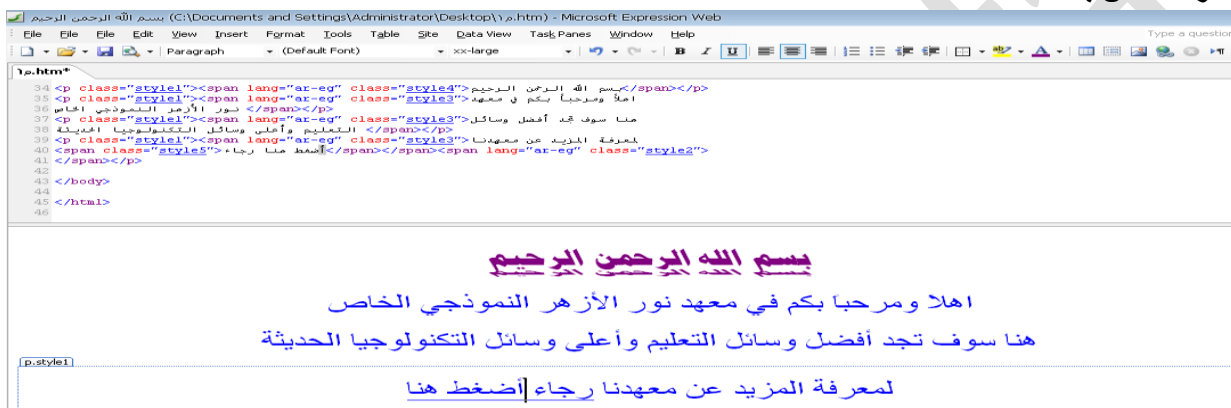 بسم الله الرحمن الرحيم (C:\Documents and Settings\Administrator\Desktop\م١.htm) - Microsoft Expression Web
File File File Edit View Insert Format Tools Table Site Data View Task Panes Window Help Type a question
Paragraph (Default Font) xx-large B I U
م١.htm*
34 <p class="style1"><span lang="ar-eg" class="style4">بسم الله الرحمن الرحيم</span></p>
35 <p class="style1"><span lang="ar-eg" class="style3">اهلا ومرحباً بكم في معهد
36 نور الأزهر النموذجي الخاص</span></p>
37 <p class="style1"><span lang="ar-eg" class="style3">هنا سوف تجد أفضل وسائل
38 التعليم وأعلى وسائل التكنولوجيا الحديثة </span></p>
39 <p class="style1"><span lang="ar-eg" class="style3">لمعرفة المزيد عن معهدنا
40 <span class="style5">رجاء أضغط هنا</span></span><span lang="ar-eg" class="style2">
41 </span></p>
42
43 </body>
44
45 </html>
46
بسم الله الرحمن الرحيم
اهلا ومرحباً بكم في معهد نور الأزهر النموذجي الخاص
هنا سوف تجد أفضل وسائل التعليم وأعلى وسائل التكنولوجيا الحديثة
p.style1
لمعرفة المزيد عن معهدنا رجاء أضغط هنا